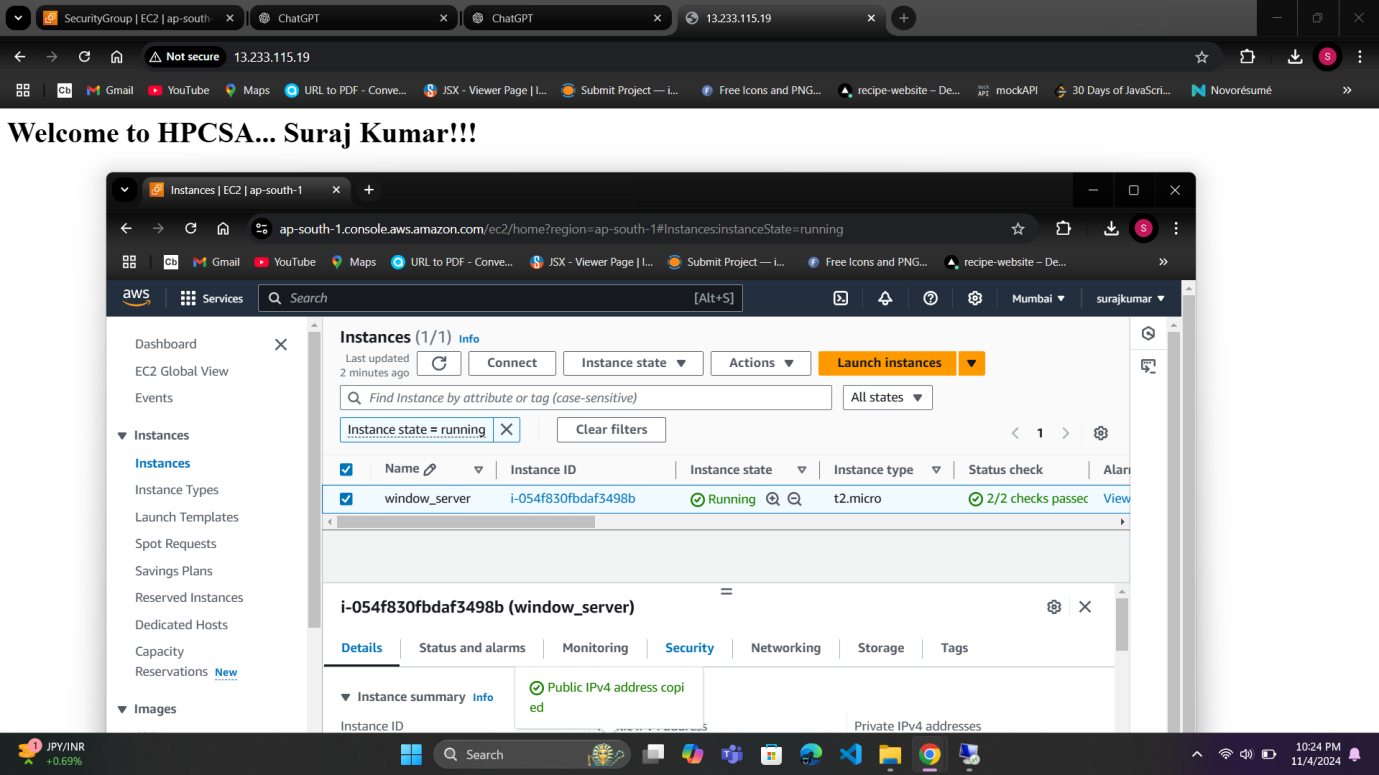 SecurityGroup | EC2 | ap-south-
ChatGPT
ChatGPT
13.233.115.19
Not secure
13.233.115.19
Cb
Gmail
YouTube
Maps
URL to PDF - Conve...
JSX - Viewer Page | I...
Submit Project — i...
Free Icons and PNG...
recipe-website – De...
mockAPI
30 Days of JavaScri...
Novorésumé
Welcome to HPCSA... Suraj Kumar!!!
Instances | EC2 | ap-south-1
ap-south-1.console.aws.amazon.com/ec2/home?region=ap-south-1#Instances:instanceState=running
S
S
Cb
Gmail
YouTube
Maps
URL to PDF - Conve...
JSX - Viewer Page | I...
Submit Project — i...
Free Icons and PNG...
recipe-website – De...
aws
Services
Search
[Alt+S]
Mumbai
surajkumar
Dashboard
EC2 Global View
Events
Instances
Instances
Instance Types
Launch Templates
Spot Requests
Savings Plans
Reserved Instances
Dedicated Hosts
Capacity
Reservations New
Images
Instances (1/1) Info
Last updated
2 minutes ago
Connect
Instance state
Actions
Launch instances
Find Instance by attribute or tag (case-sensitive)
All states
Instance state = running
Clear filters
1
Name
Instance ID
Instance state
Instance type
Status check
Alarm
window_server
i-054f830fbdaf3498b
Running
t2.micro
2/2 checks passec
View
i-054f830fbdaf3498b (window_server)
Details
Status and alarms
Monitoring
Security
Networking
Storage
Tags
Public IPv4 address copi
ed
Instance summary Info
Instance ID
Private IPv4 addresses
1
JPY/INR
+0.69%
Search
10:24 PM
11/4/2024